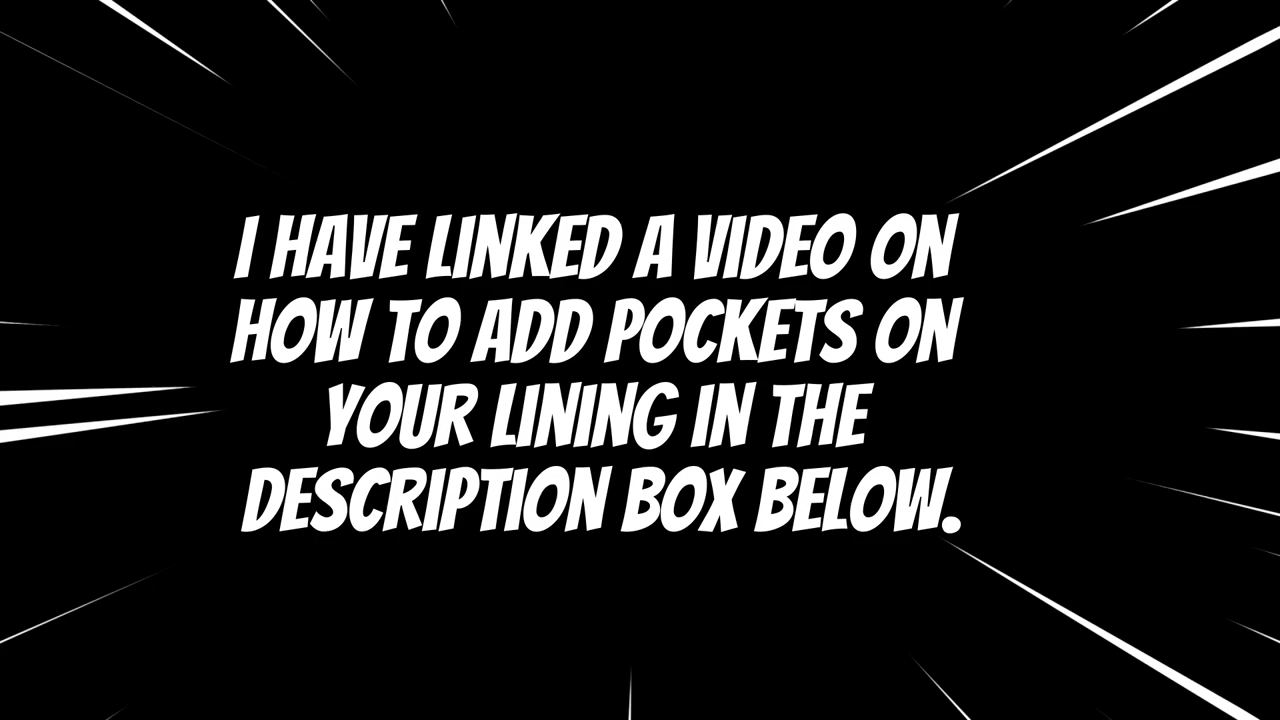 I HAVE LINKED A VIDEO ON
HOW TO ADD POCKETS ON
YOUR LINING IN THE
DESCRIPTION BOX BELOW.